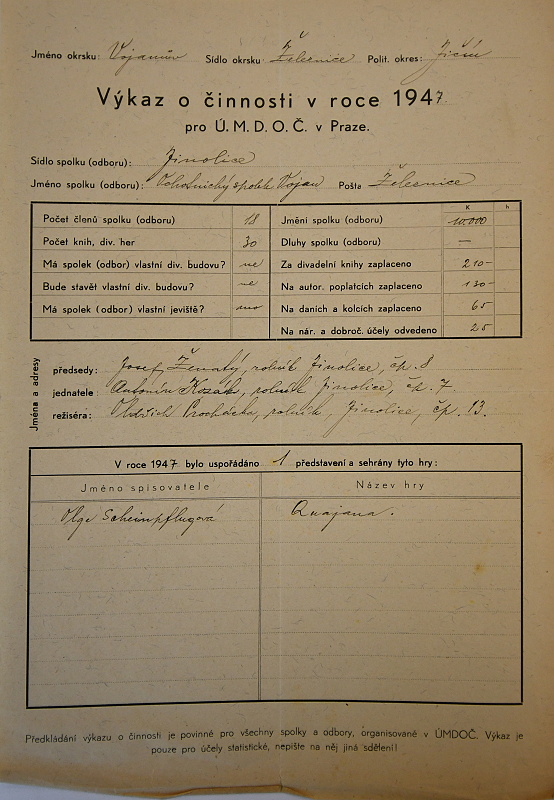 Jméno okrsku: Vojanův Sídlo okrsku Železnice Polit. okres: Jičín
Výkaz o činnosti v roce 1947
pro Ú. M. D. O. Č. v Praze.
Sídlo spolku (odboru): Jinolice
Jméno spolku (odboru): Ochotnický spolek Vojan Pošta Železnice
K h
Počet členů spolku (odboru) 18 Jmění spolku (odboru) 10.000
Počet knih, div. her 30 Dluhy spolku (odboru) —
Má spolek (odbor) vlastní div. budovu? ne Za divadelní knihy zaplaceno 210-
Bude stavět vlastní div. budovu? ne Na autor. poplatcích zaplaceno 130-
Má spolek (odbor) vlastní jeviště? ano Na daních a kolcích zaplaceno 65
Na nár. a dobroč. účely odvedeno 25
Jména a adresy
předsedy: Josef Ženatý, rolník Jinolice, čp. 8
jednatele: Antonín Kozák, rolník Jinolice, čp. 7
režiséra: Oldřich Procházka, rolník, Jinolice, čp. 13.
V roce 1947 bylo uspořádáno 1 představení a sehrány tyto hry:
Jméno spisovatele Název hry
Olga Scheinpflugová Guajana.
Předkládání výkazu o činnosti je povinné pro všechny spolky a odbory, organisované v ÚMDOČ. Výkaz je
pouze pro účely statistické, nepište na něj jiná sdělení!